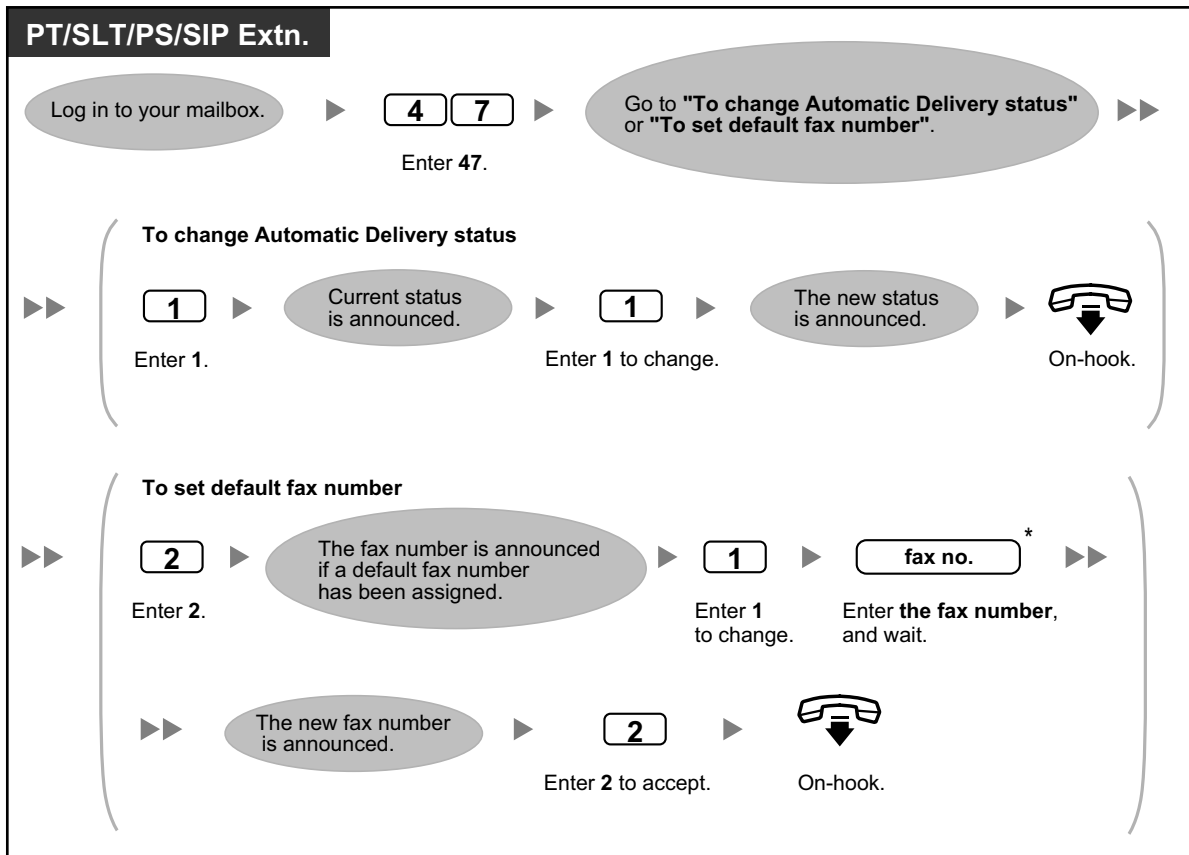 PT/SLT/PS/SIP Extn.
Log in to your mailbox.
4 7
Enter 47.
Go to "To change Automatic Delivery status"
or "To set default fax number".
To change Automatic Delivery status
1
Enter 1.
Current status
is announced.
1
Enter 1 to change.
The new status
is announced.
On-hook.
To set default fax number
2
Enter 2.
The fax number is announced
if a default fax number
has been assigned.
1
Enter 1
to change.
fax no.*
Enter the fax number,
and wait.
The new fax number
is announced.
2
Enter 2 to accept.
On-hook.